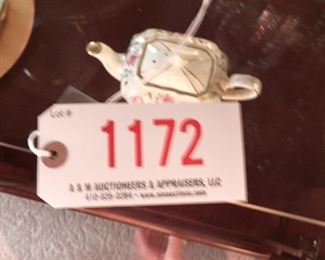 Lot #
1172
A & M AUCTIONEERS & APPRAISERS, LLC